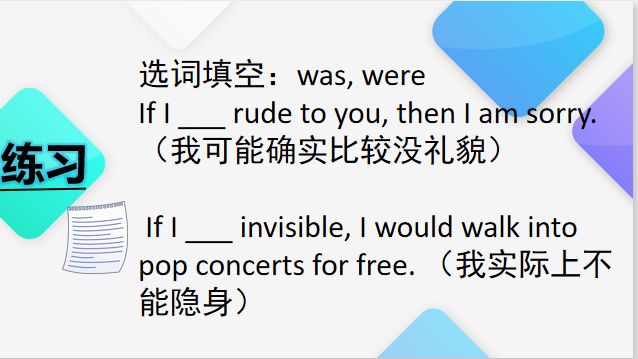 练习
选词填空：was, were
If I ___ rude to you, then I am sorry.
（我可能确实比较没礼貌）
If I ___ invisible, I would walk into
pop concerts for free. （我实际上不
能隐身）